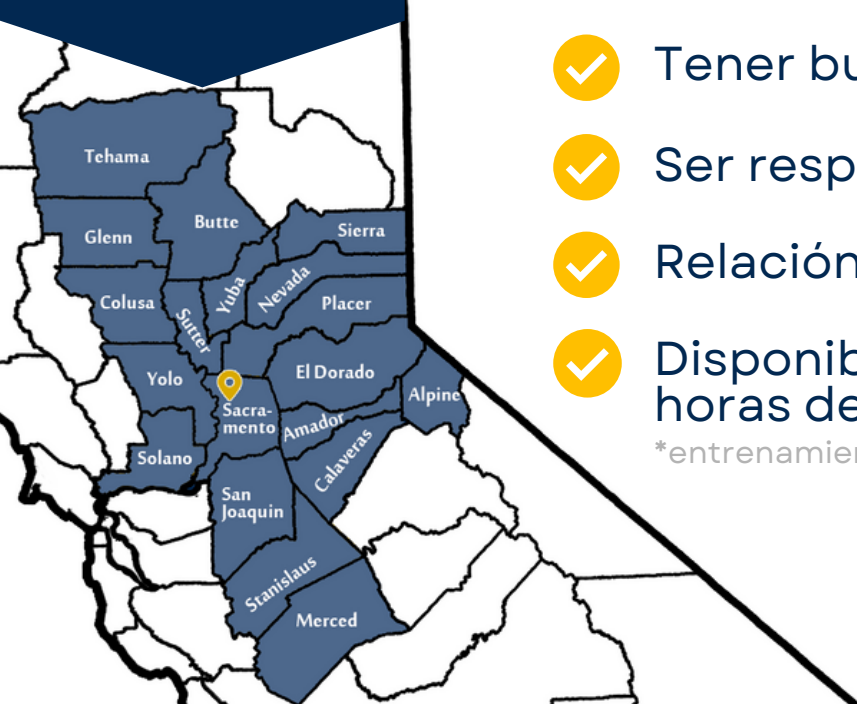 Tehama
Butte
Sierra
Glenn
Yuba
Nevada
Colusa
Placer
Sutter
Yolo
El Dorado
Sacra-
mento
Alpine
Amador
Solano
Calaveras
San
Joaquin
Stanislaus
Merced
Tener bu
Ser resp
Relación
Disponib
horas de
*entrenamier